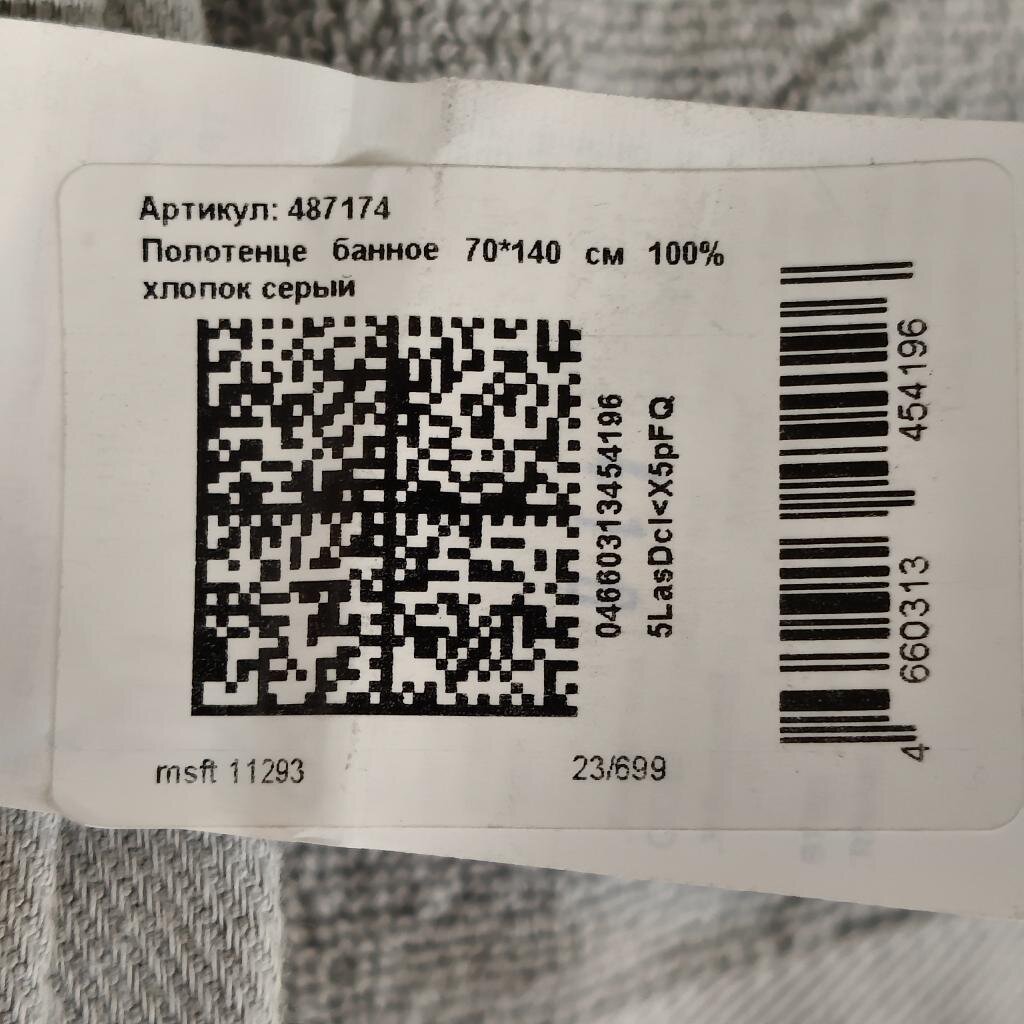 Артикул: 487174
Полотенце банное 70*140 см 100%
хлопок серый
04660313454196
5LasDcl<X5pFQ
4 660313 454196
msft 11293
23/699